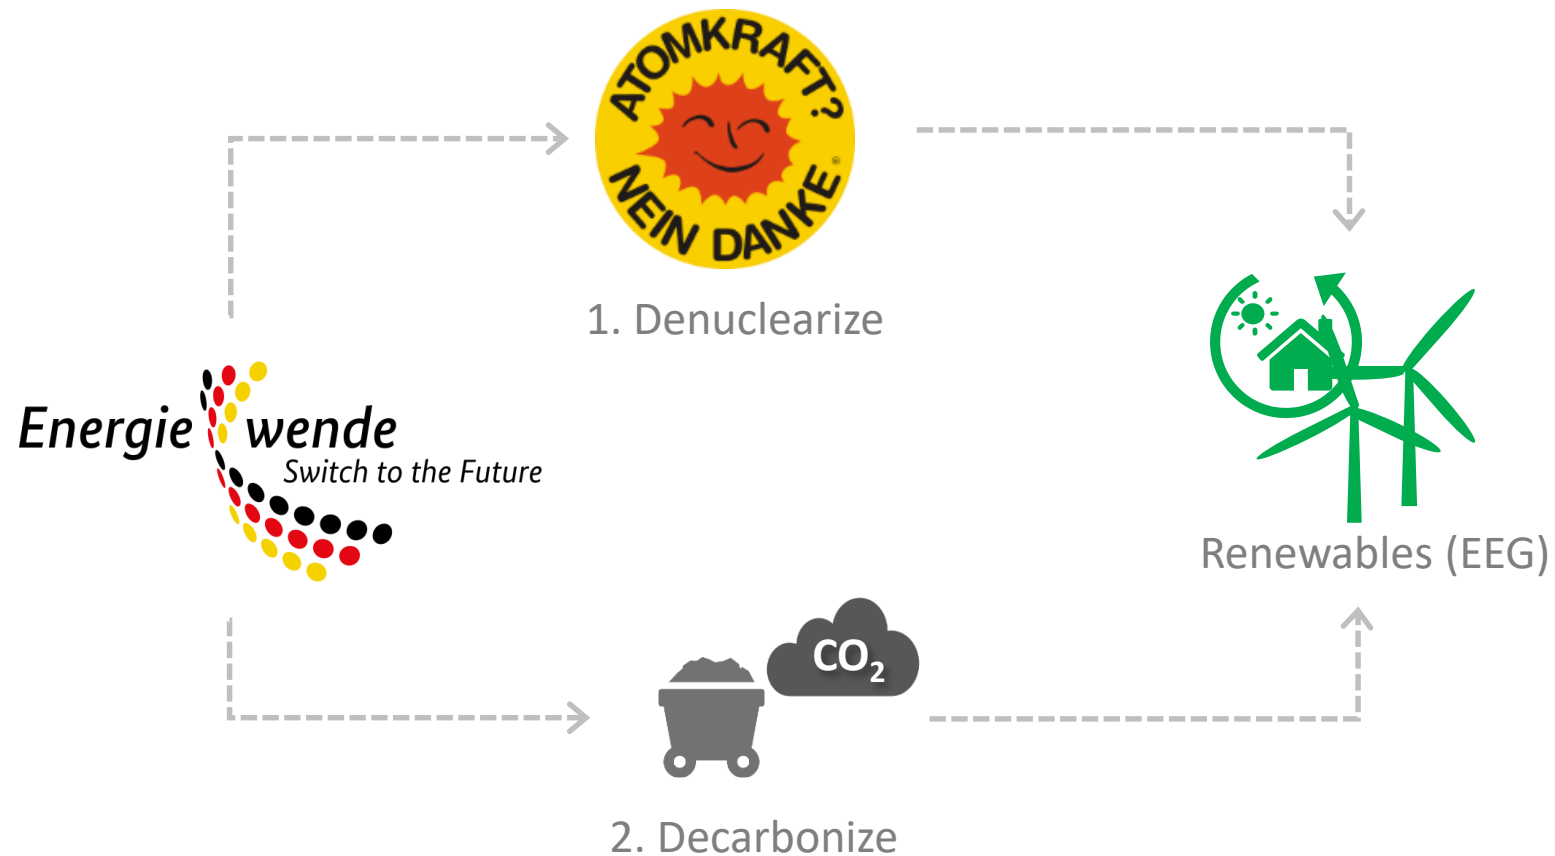 ATOMKRAFT?
NEIN DANKE
®
1. Denuclearize
Energie wende
Switch to the Future
Renewables (EEG)
CO₂
2. Decarbonize